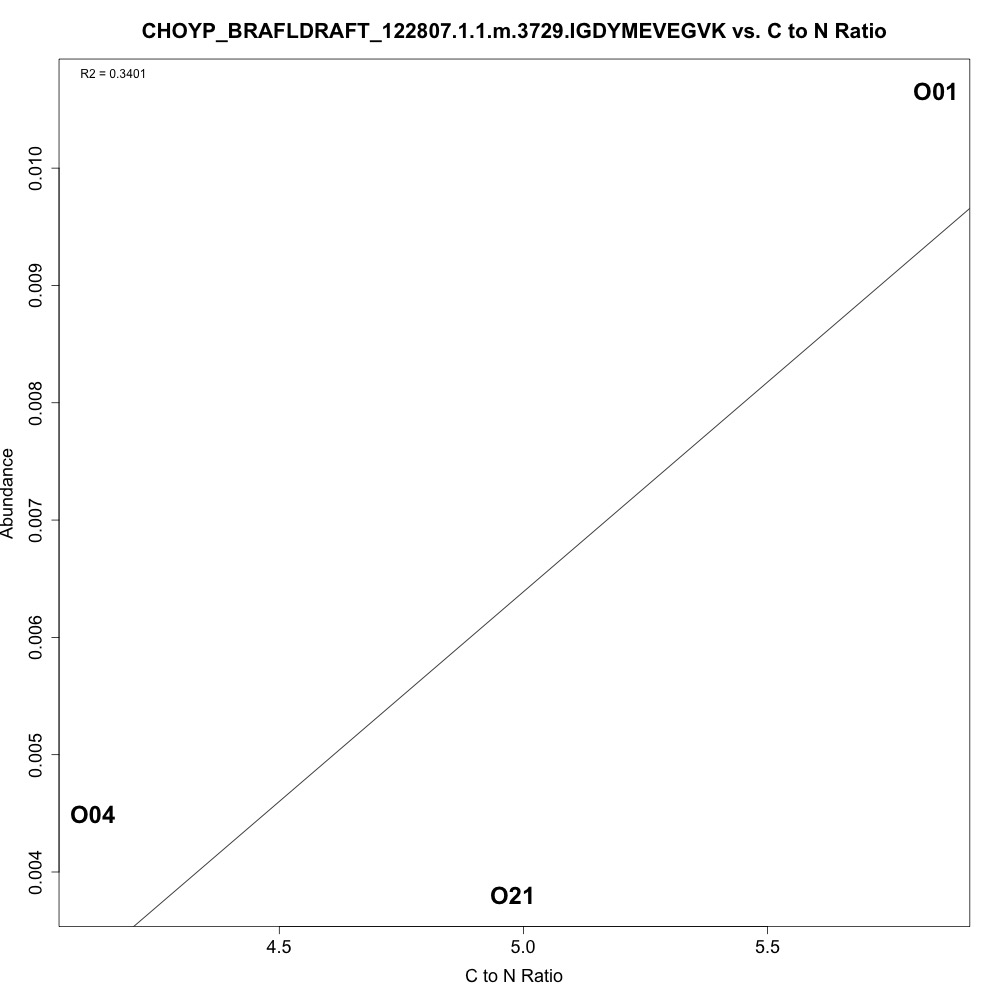 CHOYP_BRAFLDRAFT_122807.1.1.m.3729.IGDYMEVEGVK vs. C to N Ratio
R2 = 0.3401
O01
0.010
0.009
0.008
0.007
0.006
0.005
0.004
Abundance
O04
O21
4.5 5.0 5.5
C to N Ratio